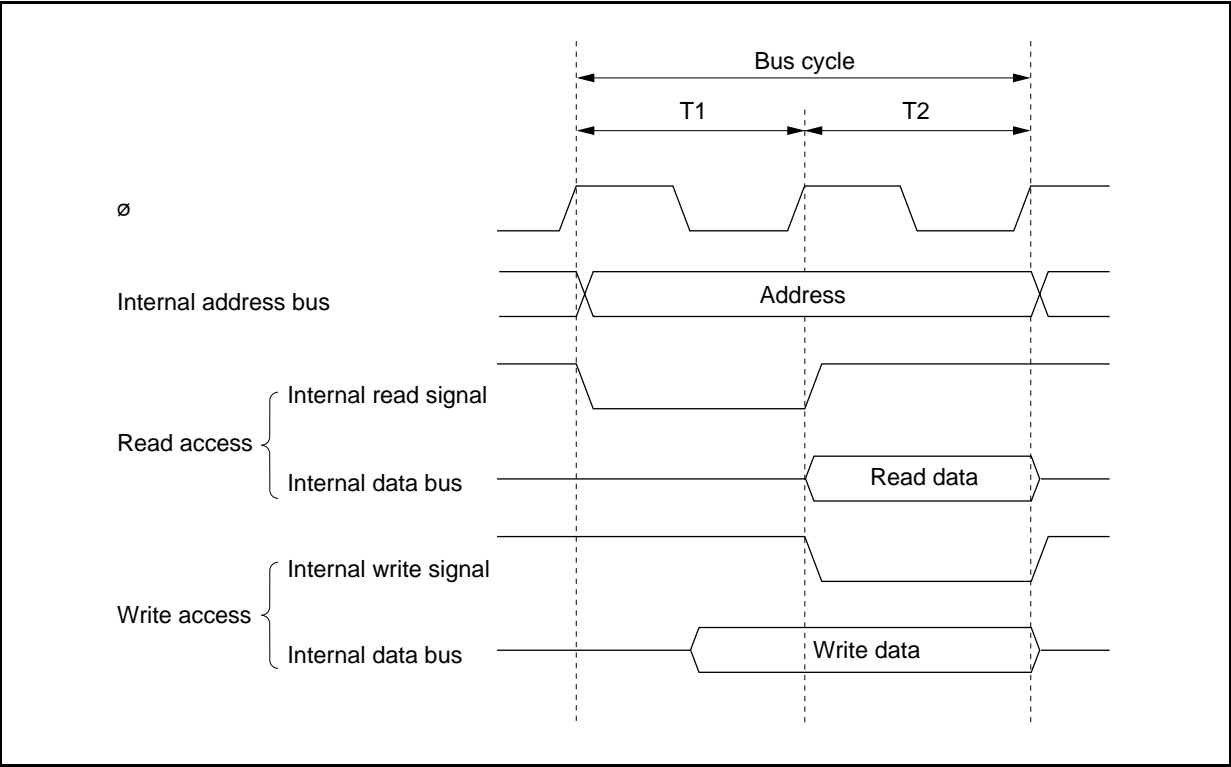 Bus cycle
T1 T2
ø
Internal address bus
Address
Internal read signal
Read access
Internal data bus
Read data
Internal write signal
Write access
Internal data bus
Write data